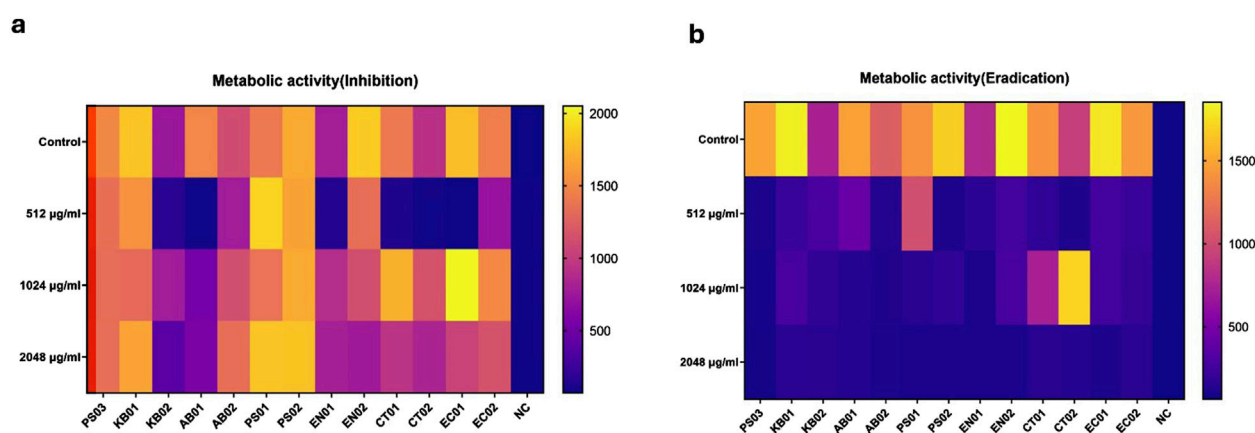 a
Metabolic activity(Inhibition)
Control
512 µg/ml
1024 µg/ml
2048 µg/ml
2000
1500
1000
500
PS03 KB01 KB02 AB01 AB02 PS01 PS02 EN01 EN02 CT01 CT02 EC01 EC02 NC
b
Metabolic activity(Eradication)
Control
512 µg/ml
1024 µg/ml
2048 µg/ml
1500
1000
500
PS03 KB01 KB02 AB01 AB02 PS01 PS02 EN01 EN02 CT01 CT02 EC01 EC02 NC